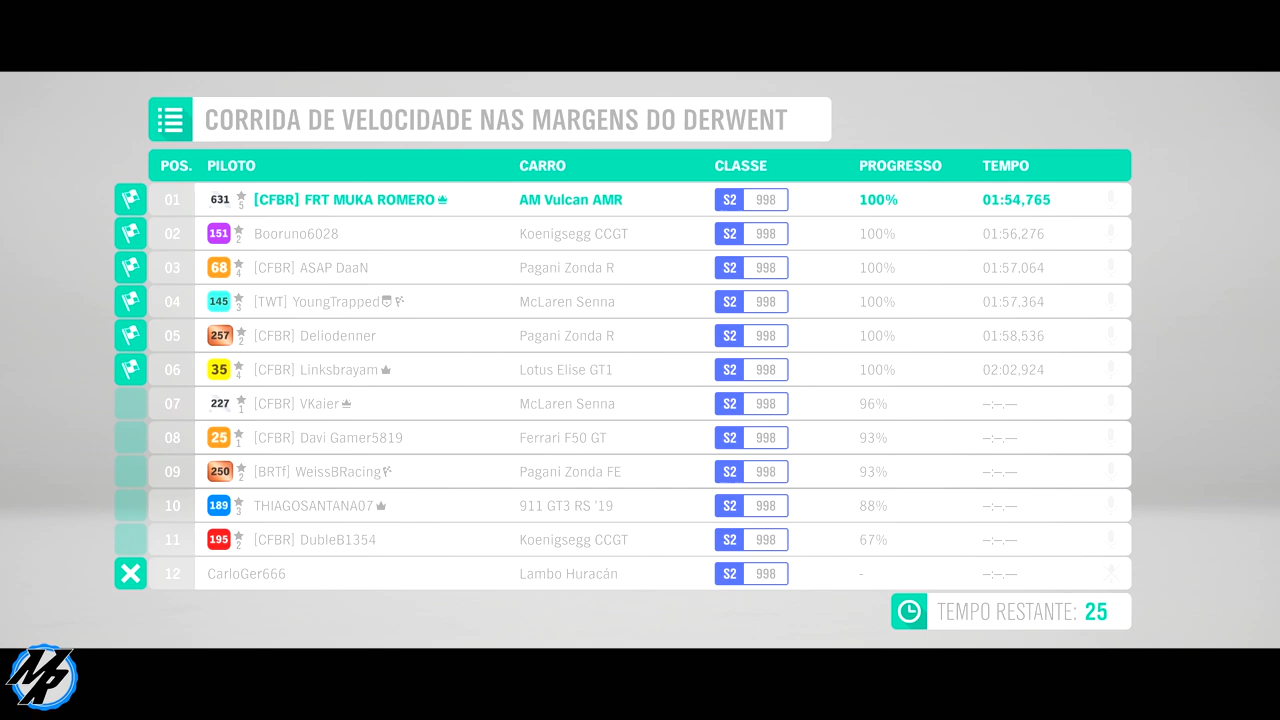 CORRIDA DE VELOCIDADE NAS MARGENS DO DERWENT
POS. PILOTO CARRO CLASSE PROGRESSO TEMPO
01 631 5 [CFBR] FRT MUKA ROMERO AM Vulcan AMR S2 998 100% 01:54,765
02 151 2 Booruno6028 Koenigsegg CCGT S2 998 100% 01:56,276
03 68 4 [CFBR] ASAP DaaN Pagani Zonda R S2 998 100% 01:57,064
04 145 3 [TWT] YoungTrapped McLaren Senna S2 998 100% 01:57,364
05 257 2 [CFBR] Deliodenner Pagani Zonda R S2 998 100% 01:58,536
06 35 4 [CFBR] Linksbrayam Lotus Elise GT1 S2 998 100% 02:02,924
07 227 1 [CFBR] VKaier McLaren Senna S2 998 96% --:--.---
08 25 1 [CFBR] Davi Gamer5819 Ferrari F50 GT S2 998 93% --:--.---
09 250 2 [BRTf] WeissBRacing Pagani Zonda FE S2 998 93% --:--.---
10 189 3 THIAGOSANTANA07 911 GT3 RS '19 S2 998 88% --:--.---
11 195 2 [CFBR] DubleB1354 Koenigsegg CCGT S2 998 67% --:--.---
12 CarloGer666 Lambo Huracán S2 998 - --:--.---
TEMPO RESTANTE: 25